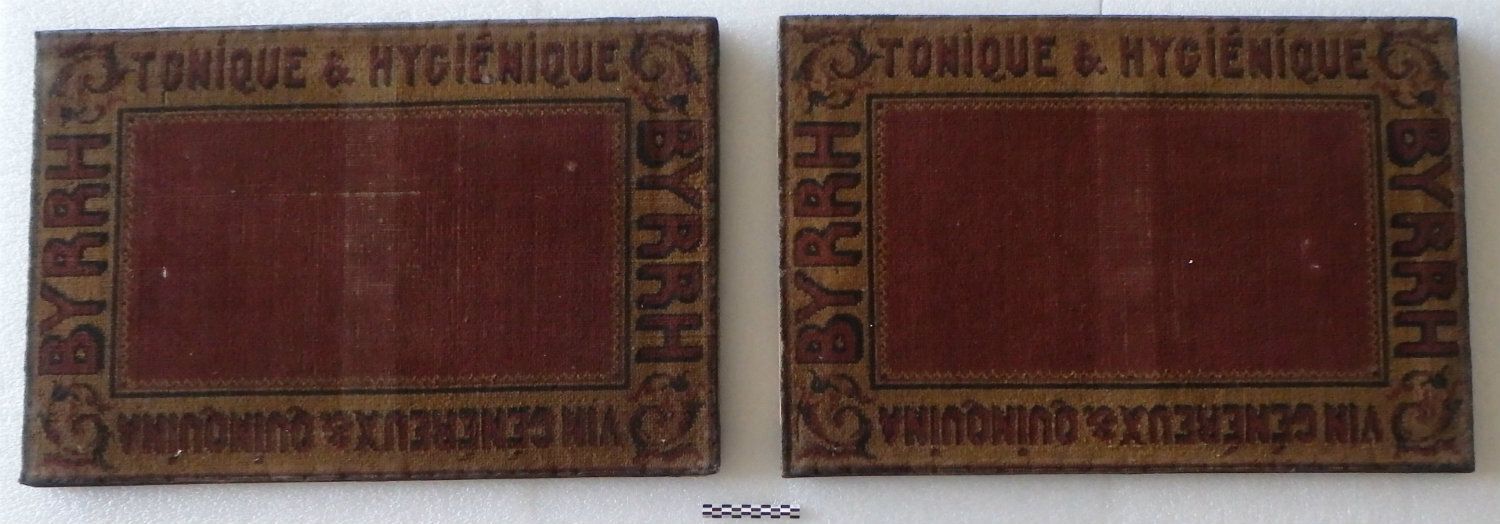 TONIQUE & HYGIÉNIQUE
BYRRH
BYRRH
VIN GÉNÉREUX & QUINQUINA
TONIQUE & HYGIÉNIQUE
BYRRH
BYRRH
VIN GÉNÉREUX & QUINQUINA